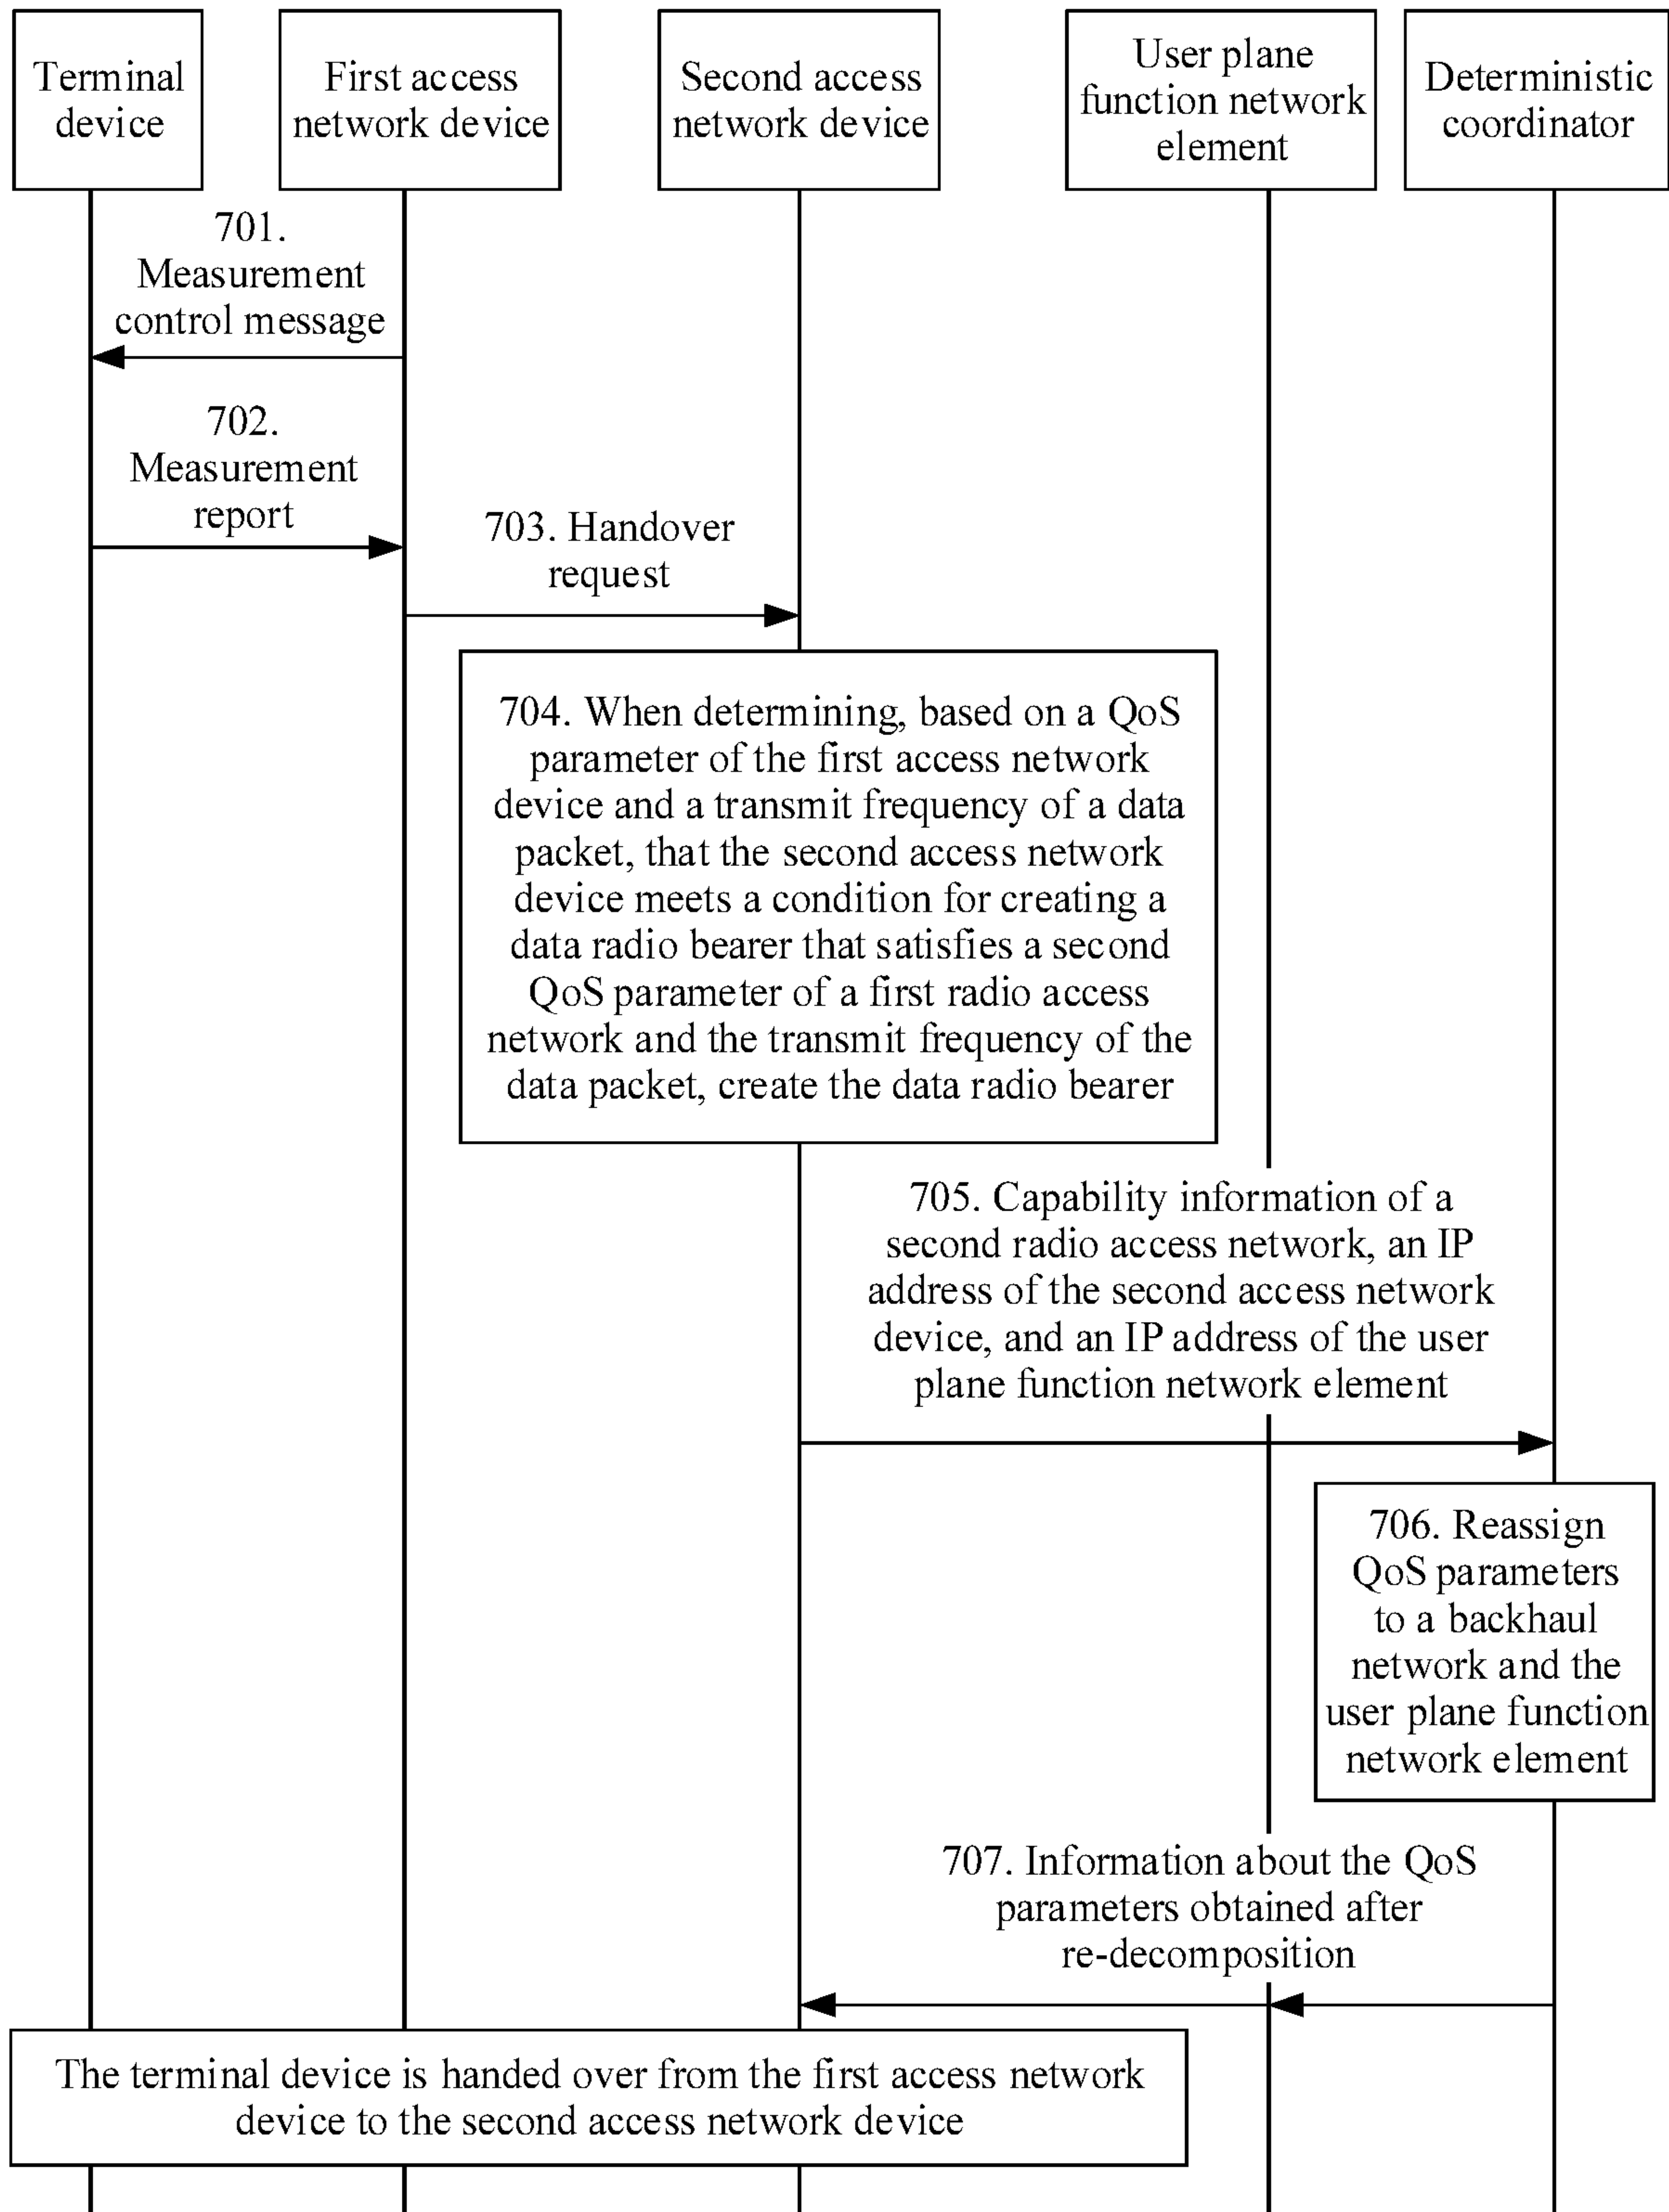 Terminal
device
First access
network device
Second access
network device
User plane
function network
element
Deterministic
coordinator
701.
Measurement
control message
702.
Measurement
report
703. Handover
request
704. When determining, based on a QoS
parameter of the first access network
device and a transmit frequency of a data
packet, that the second access network
device meets a condition for creating a
data radio bearer that satisfies a second
QoS parameter of a first radio access
network and the transmit frequency of the
data packet, create the data radio bearer
705. Capability information of a
second radio access network, an IP
address of the second access network
device, and an IP address of the user
plane function network element
706. Reassign
QoS parameters
to a backhaul
network and the
user plane function
network element
707. Information about the QoS
parameters obtained after
re-decomposition
The terminal device is handed over from the first access network
device to the second access network device